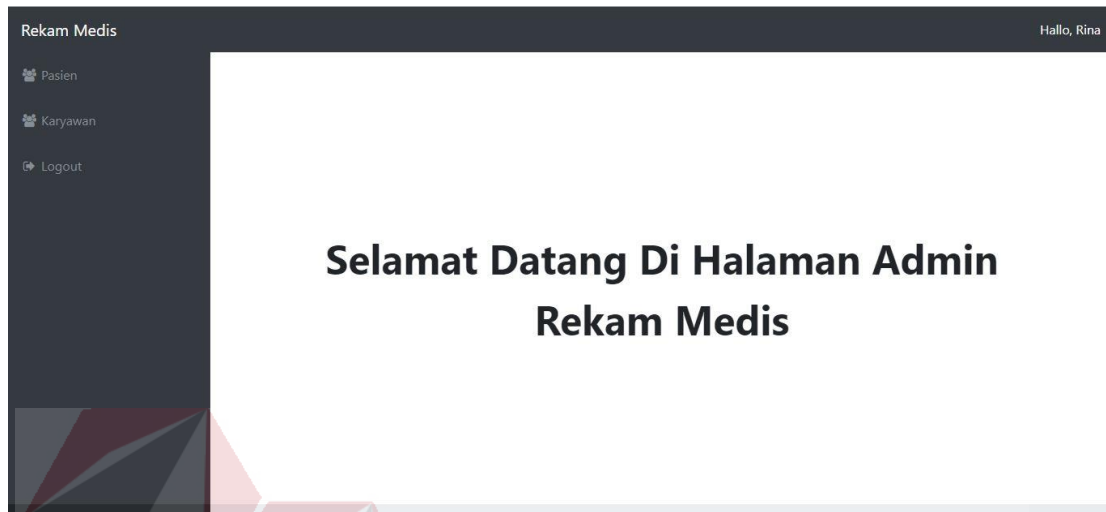 Rekam Medis
Hallo, Rina
Pasien
Karyawan
Logout
Selamat Datang Di Halaman Admin
Rekam Medis